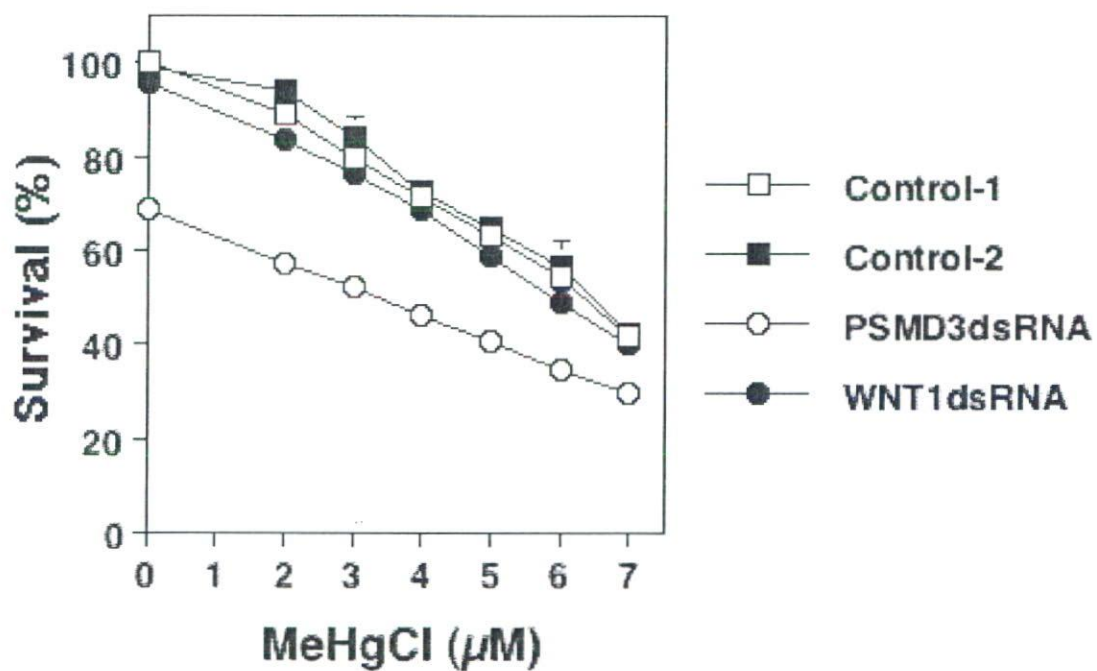 Survival (%)
100
80
60
40
20
0
0 1 2 3 4 5 6 7
MeHgCl (μM)
Control-1
Control-2
PSMD3dsRNA
WNT1dsRNA